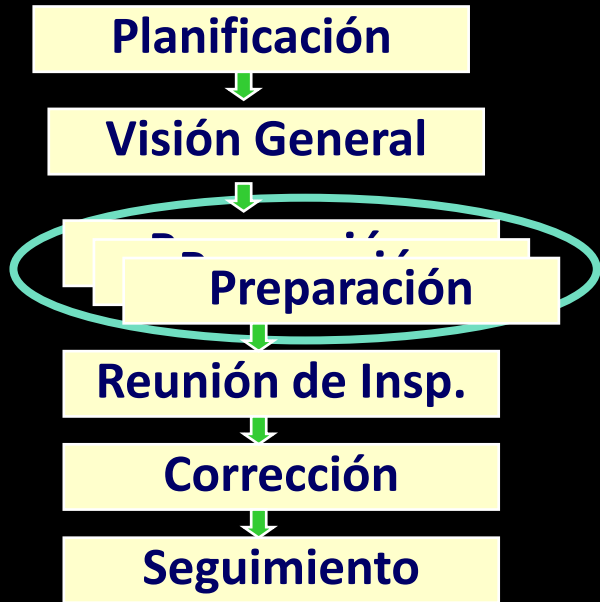 Planificación
Visión General
Preparación
Reunión de Insp.
Corrección
Seguimiento